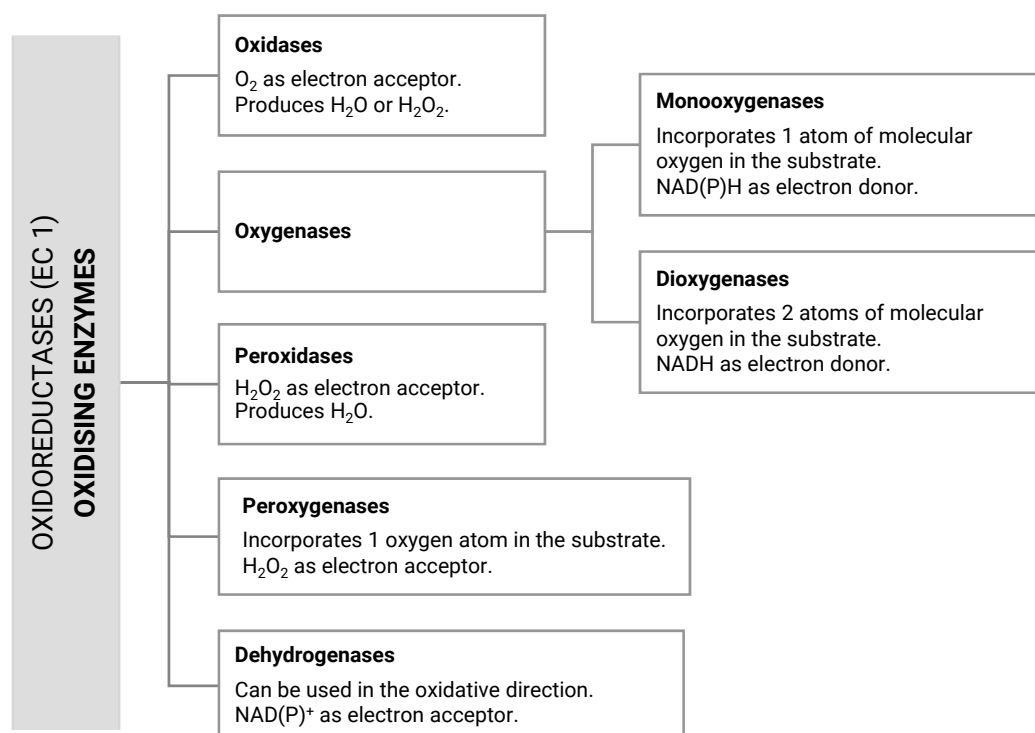 OXIDOREDUCTASES (EC 1)
OXIDISING ENZYMES
Oxidases
O₂ as electron acceptor.
Produces H₂O or H₂O₂.
Oxygenases
Monooxygenases
Incorporates 1 atom of molecular
oxygen in the substrate.
NAD(P)H as electron donor.
Dioxygenases
Incorporates 2 atoms of molecular
oxygen in the substrate.
NADH as electron donor.
Peroxidases
H₂O₂ as electron acceptor.
Produces H₂O.
Peroxygenases
Incorporates 1 oxygen atom in the substrate.
H₂O₂ as electron acceptor.
Dehydrogenases
Can be used in the oxidative direction.
NAD(P)⁺ as electron acceptor.